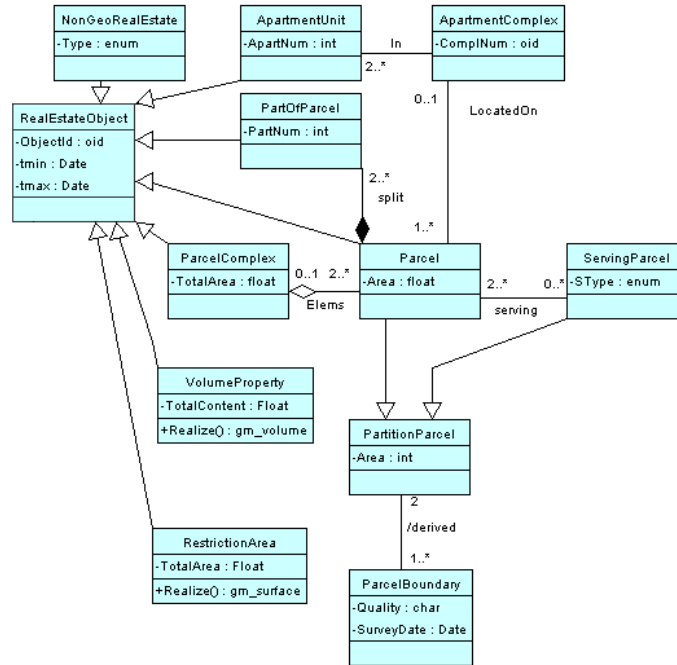 NonGeoRealEstate
-Type : enum
ApartmentUnit
-ApartNum : int
In
2..*
ApartmentComplex
-ComplNum : oid
0..1
LocatedOn
1..*
RealEstateObject
-ObjectId : oid
-tmin : Date
-tmax : Date
PartOfParcel
-PartNum : int
2..*
split
ParcelComplex
-TotalArea : float
0..1
2..*
Elems
Parcel
-Area : float
2..*
0..*
serving
ServingParcel
-SType : enum
VolumeProperty
-TotalContent : Float
+Realize() : gm_volume
PartitionParcel
-Area : int
2
/derived
1..*
RestrictionArea
-TotalArea : Float
+Realize() : gm_surface
ParcelBoundary
-Quality : char
-SurveyDate : Date